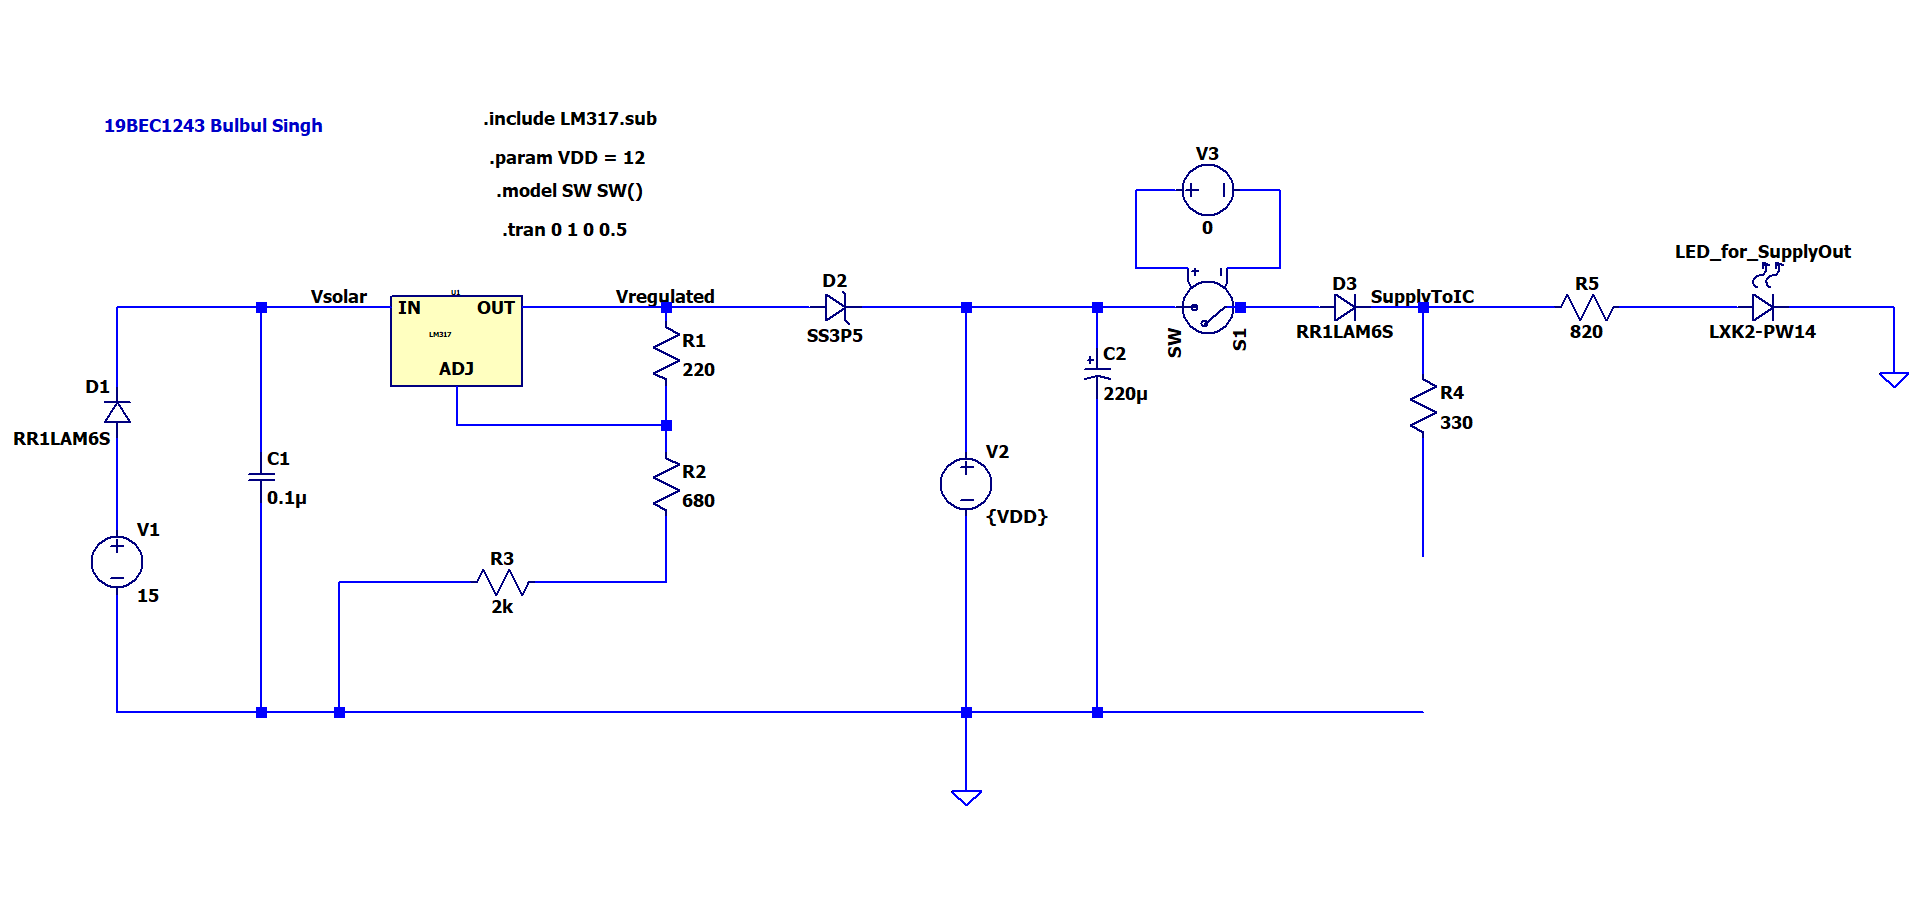 19BEC1243 Bulbul Singh
.include LM317.sub
.param VDD = 12
.model SW SW()
.tran 0 1 0 0.5
V3
0
LED_for_SupplyOut
D2
SS3P5
D3
RR1LAM6S
SupplyToIC
R5
820
LXK2-PW14
Vsolar
U1
IN
OUT
LM317
ADJ
Vregulated
R1
220
SW
S1
C2
220µ
D1
RR1LAM6S
R4
330
C1
0.1µ
R2
680
V2
{VDD}
V1
15
R3
2k